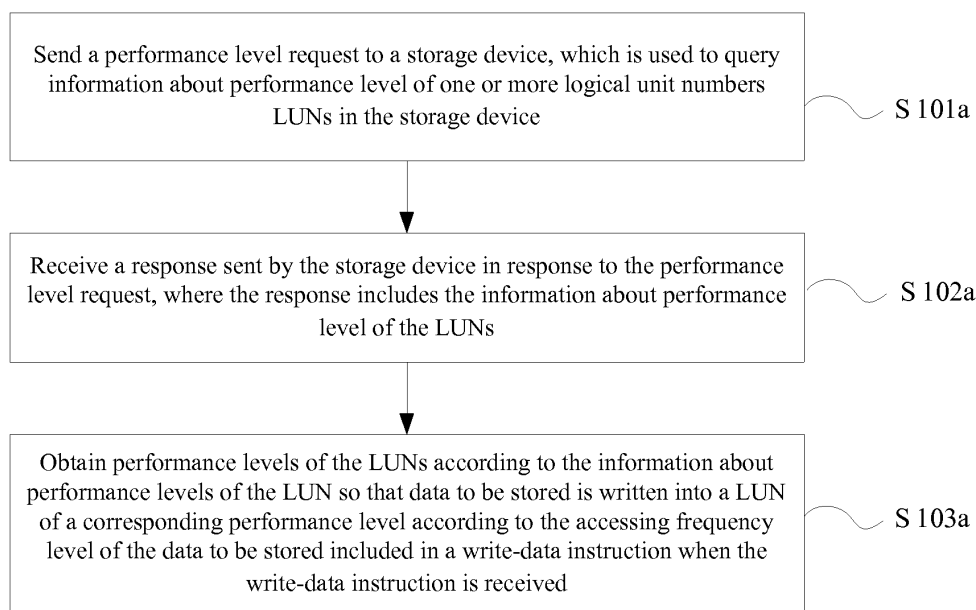 Send a performance level request to a storage device, which is used to query
information about performance level of one or more logical unit numbers
LUNs in the storage device
S 101a
Receive a response sent by the storage device in response to the performance
level request, where the response includes the information about performance
level of the LUNs
S 102a
Obtain performance levels of the LUNs according to the information about
performance levels of the LUN so that data to be stored is written into a LUN
of a corresponding performance level according to the accessing frequency
level of the data to be stored included in a write-data instruction when the
write-data instruction is received
S 103a